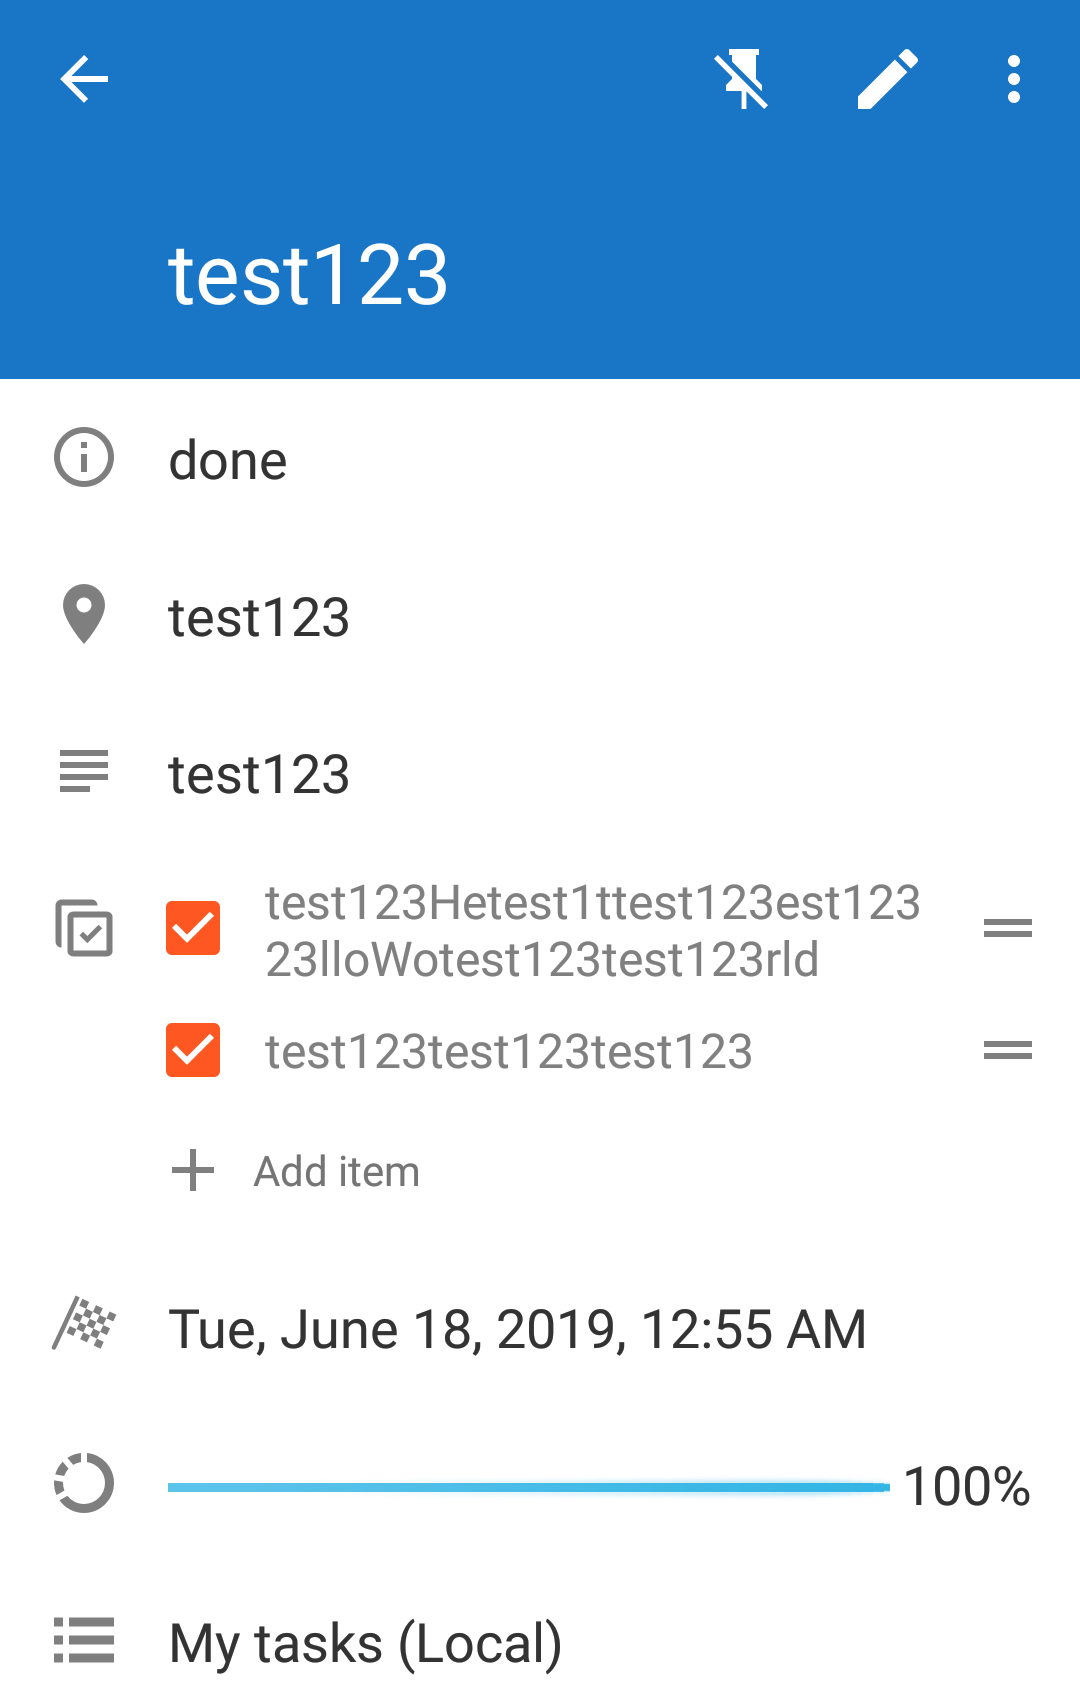 test123
done
test123
test123
test123Hetest1ttest123est123
23lloWotest123test123rld
test123test123test123
Add item
Tue, June 18, 2019, 12:55 AM
100%
My tasks (Local)